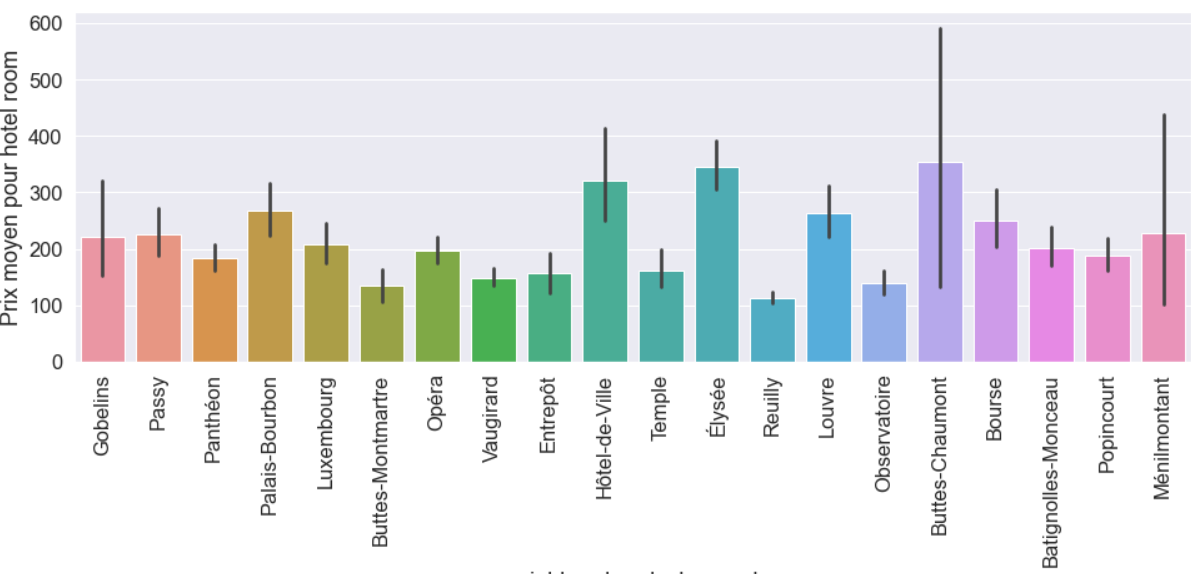 Prix moyen pour hotel room
600
500
400
300
200
100
0
Gobelins
Passy
Panthéon
Palais-Bourbon
Luxembourg
Buttes-Montmartre
Opéra
Vaugirard
Entrepôt
Hôtel-de-Ville
Temple
Élysée
Reuilly
Louvre
Observatoire
Buttes-Chaumont
Bourse
Batignolles-Monceau
Popincourt
Ménilmontant